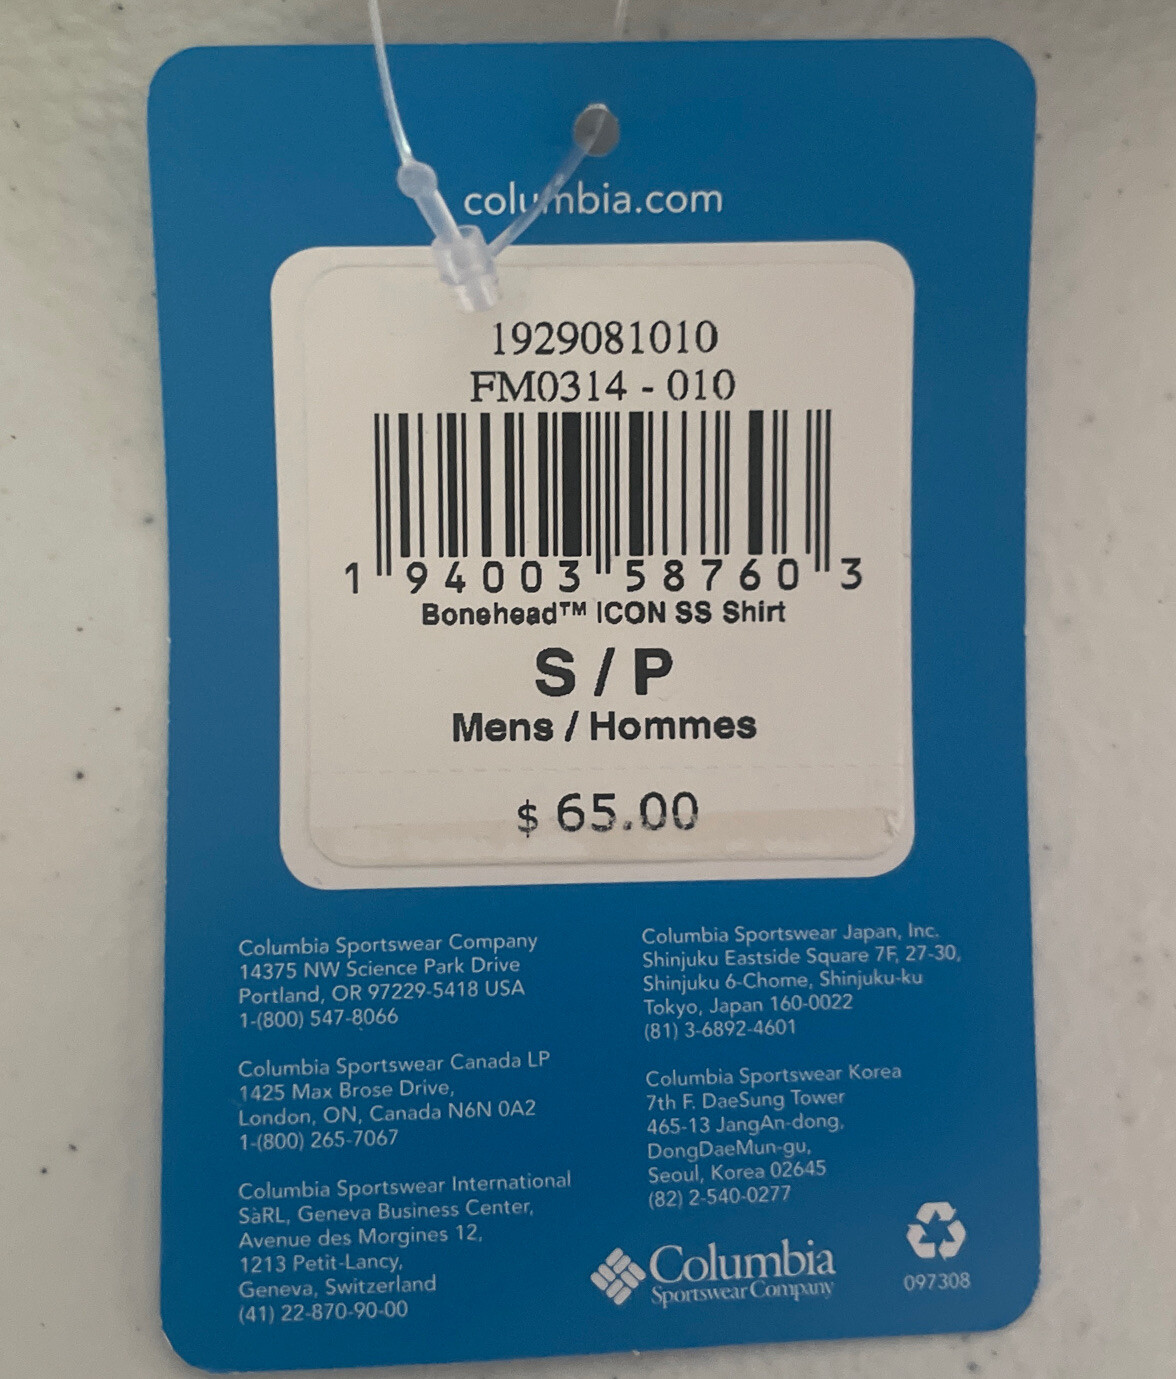 columbia.com
1929081010
FM0314 - 010
1 94003 58760 3
Bonehead™ ICON SS Shirt
S / P
Mens / Hommes
$ 65.00
Columbia Sportswear Company
14375 NW Science Park Drive
Portland, OR 97229-5418 USA
1-(800) 547-8066
Columbia Sportswear Canada LP
1425 Max Brose Drive,
London, ON, Canada N6N 0A2
1-(800) 265-7067
Columbia Sportswear International
SàRL, Geneva Business Center,
Avenue des Morgines 12,
1213 Petit-Lancy,
Geneva, Switzerland
(41) 22-870-90-00
Columbia Sportswear Japan, Inc.
Shinjuku Eastside Square 7F, 27-30,
Shinjuku 6-Chome, Shinjuku-ku
Tokyo, Japan 160-0022
(81) 3-6892-4601
Columbia Sportswear Korea
7th F. DaeSung Tower
465-13 JangAn-dong,
DongDaeMun-gu,
Seoul, Korea 02645
(82) 2-540-0277
Columbia
Sportswear Company
097308